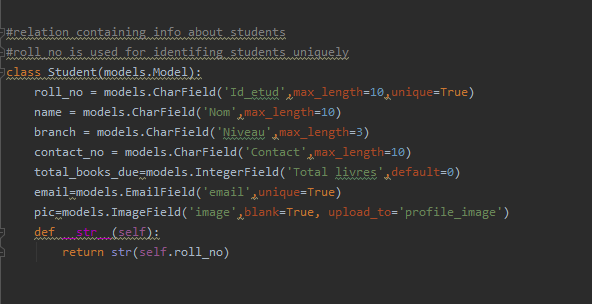 #relation containing info about students
#roll_no is used for identifing students uniquely
class Student(models.Model):
    roll_no = models.CharField('Id_etud',max_length=10,unique=True)
    name = models.CharField('Nom',max_length=10)
    branch = models.CharField('Niveau',max_length=3)
    contact_no = models.CharField('Contact',max_length=10)
    total_books_due=models.IntegerField('Total livres',default=0)
    email=models.EmailField('email',unique=True)
    pic=models.ImageField('image',blank=True, upload_to='profile_image')
    def __str__(self):
        return str(self.roll_no)